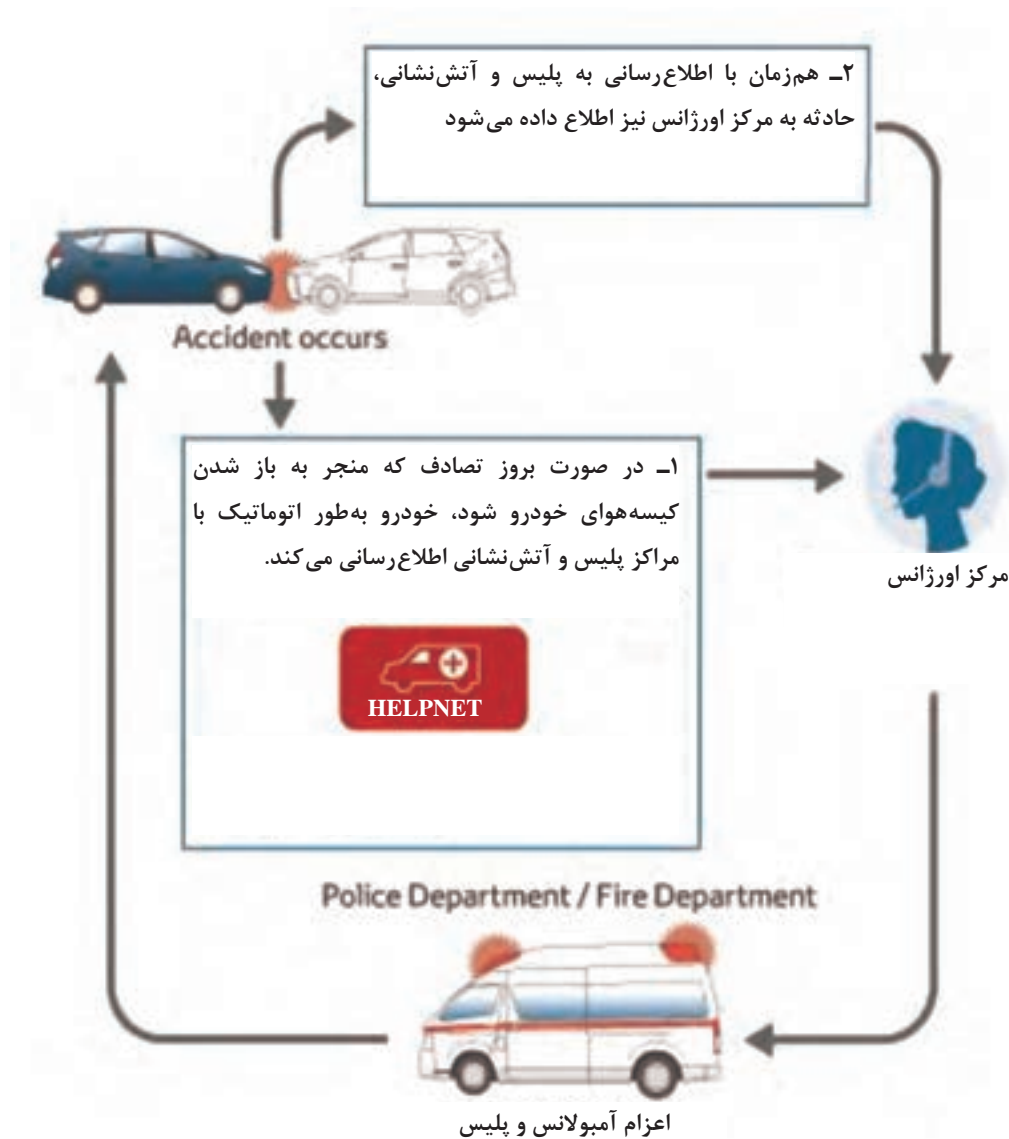 ۲ـ هم‌زمان با اطلاع‌رسانی به پلیس و آتش‌نشانی،
حادثه به مرکز اورژانس نیز اطلاع داده می‌شود
Accident occurs
۱ـ در صورت بروز تصادف که منجر به باز شدن
کیسه‌هوای خودرو شود، خودرو به‌طور اتوماتیک با
مراکز پلیس و آتش‌نشانی اطلاع‌رسانی می‌کند.
HELPNET
مرکز اورژانس
Police Department / Fire Department
اعزام آمبولانس و پلیس